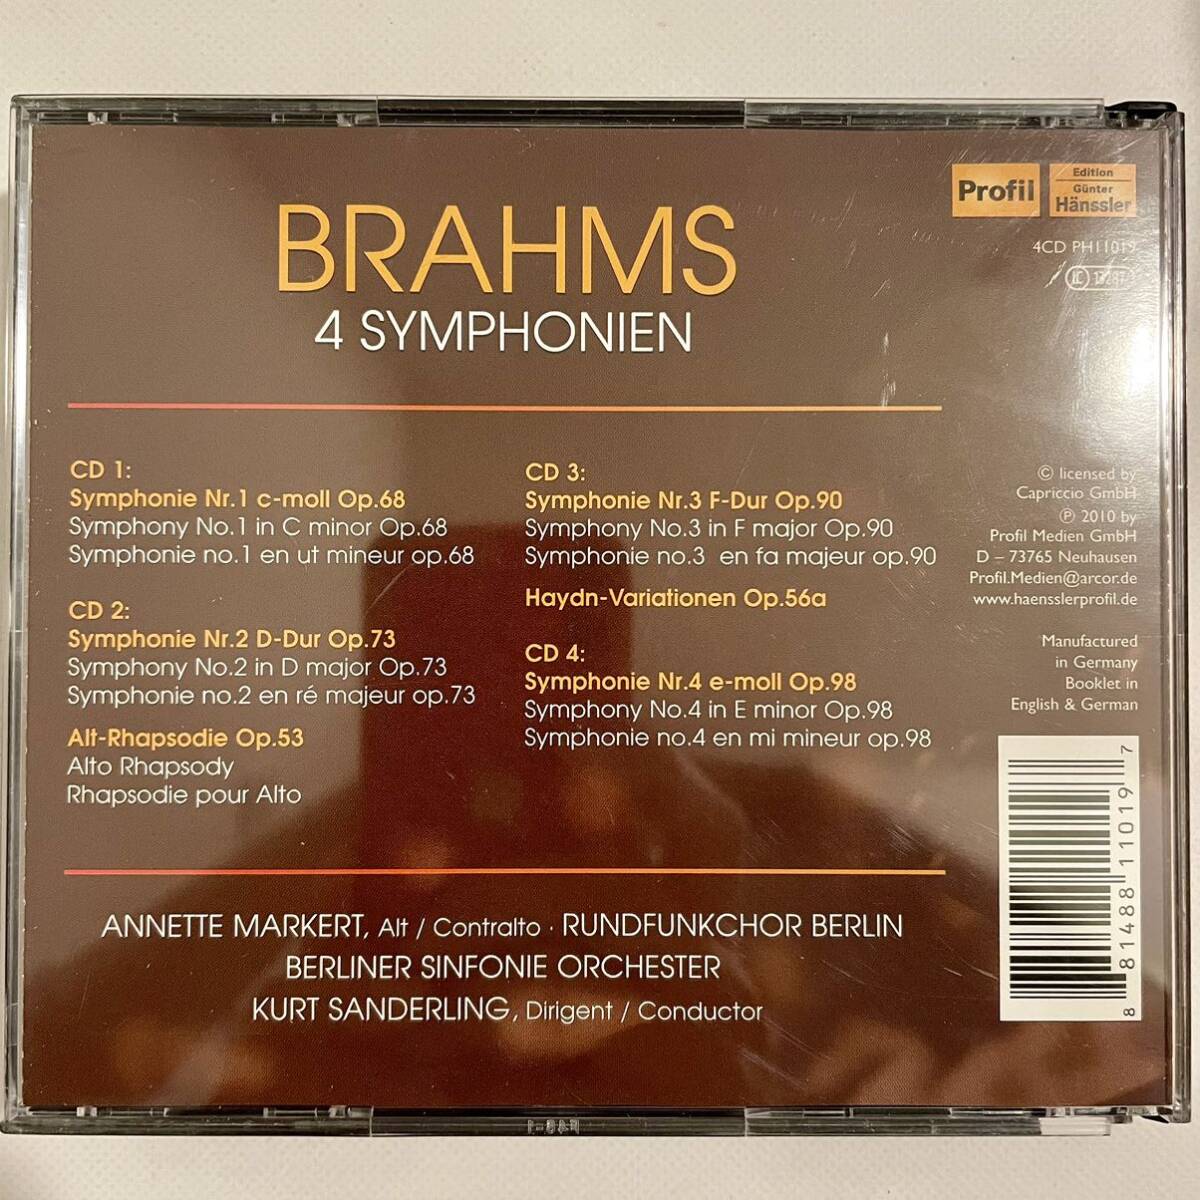 BRAHMS
4 SYMPHONIEN
Profil
Edition
Günter
Hänssler
4CD PH11019
LC
CD 1:
Symphonie Nr.1 c-moll Op.68
Symphony No.1 in C minor Op.68
Symphonie no.1 en ut mineur op.68
CD 2:
Symphonie Nr.2 D-Dur Op.73
Symphony No.2 in D major Op.73
Symphonie no.2 en ré majeur op.73
Alt-Rhapsodie Op.53
Alto Rhapsody
Rhapsodie pour Alto
CD 3:
Symphonie Nr.3 F-Dur Op.90
Symphony No.3 in F major Op.90
Symphonie no.3 en fa majeur op.90
Haydn-Variationen Op.56a
CD 4:
Symphonie Nr.4 e-moll Op.98
Symphony No.4 in E minor Op.98
Symphonie no.4 en mi mineur op.98
© licensed by
Capriccio GmbH
℗ 2010 by
Profil Medien GmbH
D – 73765 Neuhausen
Profil.Medien@arcor.de
www.haensslerprofil.de
Manufactured
in Germany
Booklet in
English & German
8 81488 11019 7
ANNETTE MARKERT, Alt / Contralto · RUNDFUNKCHOR BERLIN
BERLINER SINFONIE ORCHESTER
KURT SANDERLING, Dirigent / Conductor